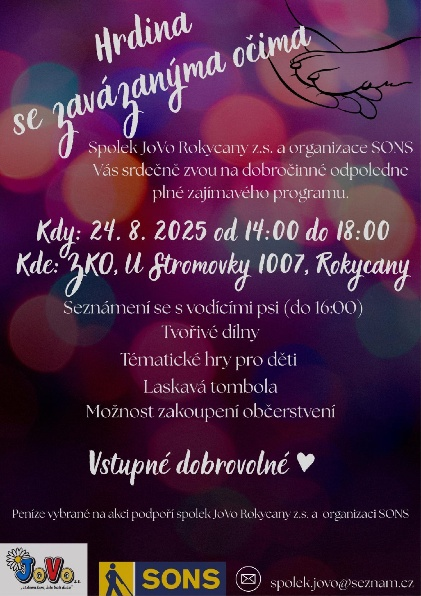 Hrdina
se zavázanýma očima
Spolek JoVo Rokycany z.s. a organizace SONS
Vás srdečně zvou na dobročinné odpoledne
plné zajímavého programu.
Kdy: 24. 8. 2025 od 14:00 do 18:00
Kde: ZKO, U Stromovky 1007, Rokycany
Seznámení se s vodícími psi (do 16:00)
Tvořivé dílny
Tématické hry pro děti
Laskavá tombola
Možnost zakoupení občerstvení
Vstupné dobrovolné ♥
Peníze vybrané na akci podpoří spolek JoVo Rokycany z.s. a organizaci SONS
JoVo z.s.
SONS
spolek.jovo@seznam.cz